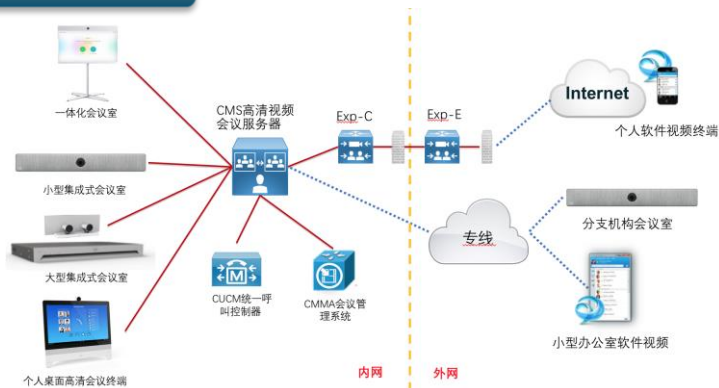 一体化会议室
小型集成式会议室
大型集成式会议室
个人桌面高清会议终端
CMS高清视频
会议服务器
CUCM统一呼
叫控制器
CMMA会议管
理系统
Exp-C
Exp-E
内网
外网
Internet
个人软件视频终端
专线
分支机构会议室
小型办公室软件视频